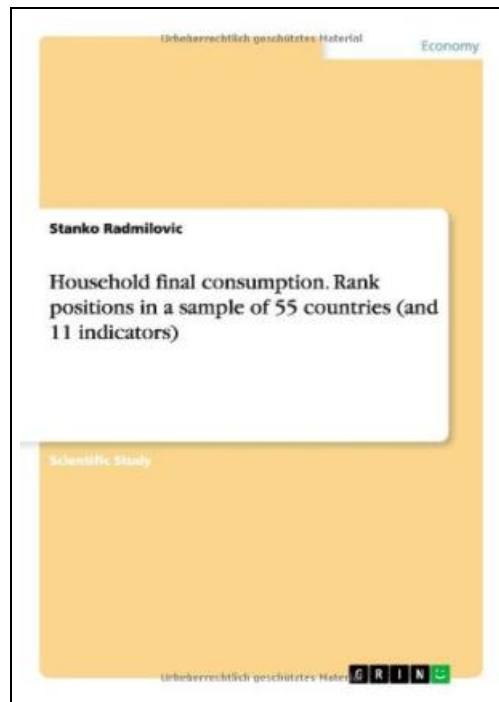 Urheberrechtlich geschütztes Material
Economy
Stanko Radmilovic
Household final consumption. Rank
positions in a sample of 55 countries (and
11 indicators)
Scientific Study
Urheberrechtlich geschütztes Mater
G R I N